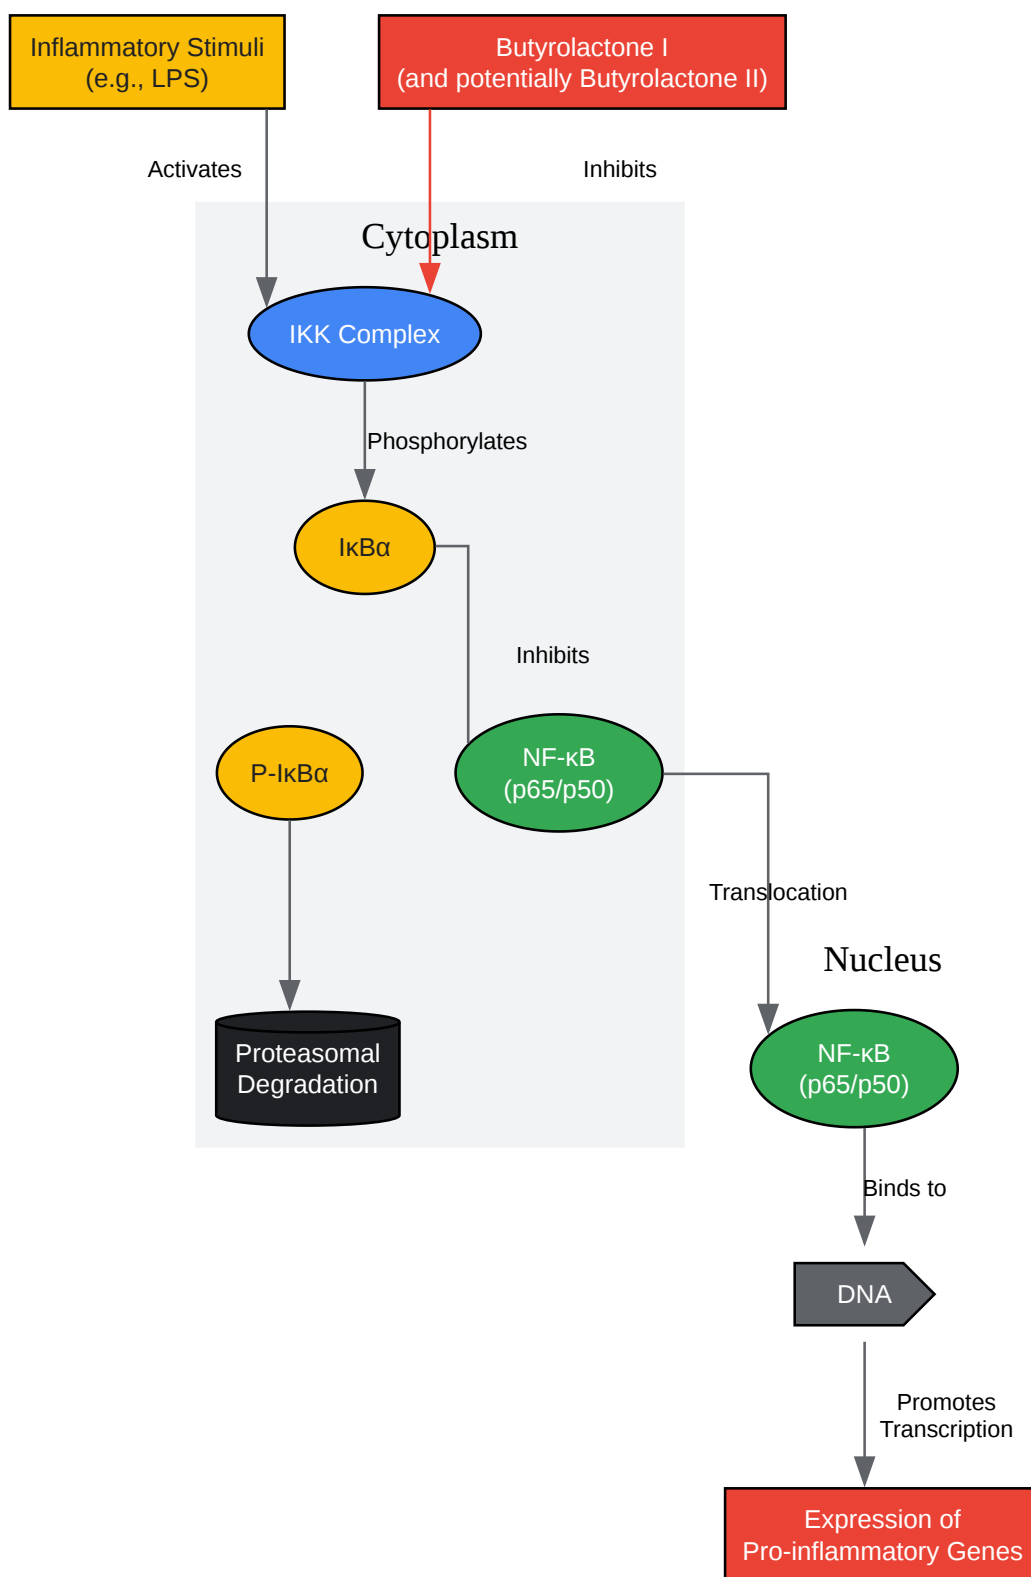 Inflammatory Stimuli
(e.g., LPS)
Butyrolactone I
(and potentially Butyrolactone II)
Activates
Inhibits
Cytoplasm
IKK Complex
Phosphorylates
IκBα
Inhibits
P-IκBα
NF-κB
(p65/p50)
Translocation
Nucleus
Proteasomal
Degradation
NF-κB
(p65/p50)
Binds to
DNA
Promotes
Transcription
Expression of
Pro-inflammatory Genes